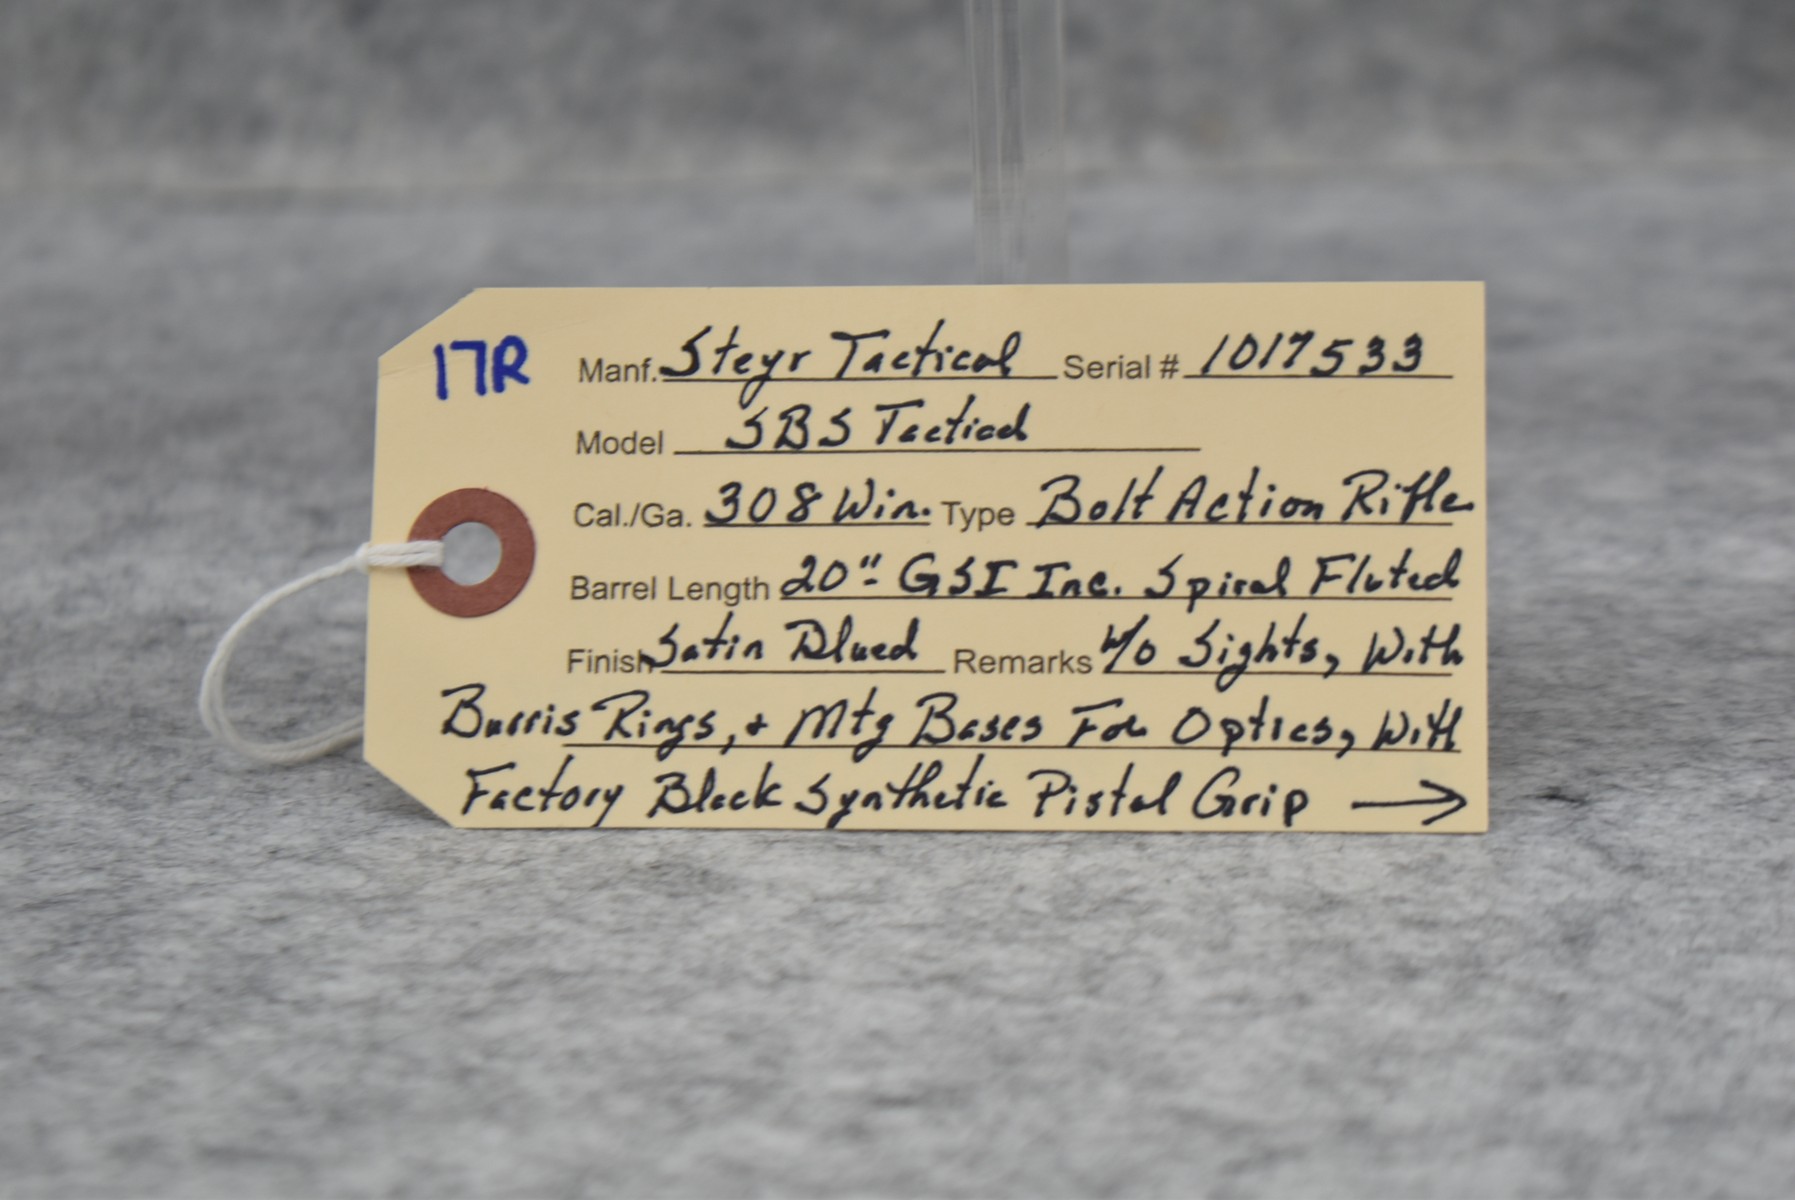 17R
Manf. Steyr Tactical Serial # 1017533
Model SBS Tactical
Cal./Ga. 308 Win. Type Bolt Action Rifle
Barrel Length 20" - GSI Inc. Spiral Fluted
Finish Satin Blued Remarks W/o Sights, With
Burris Rings, & Mtg Bases For Optics, With
Factory Black Synthetic Pistol Grip →